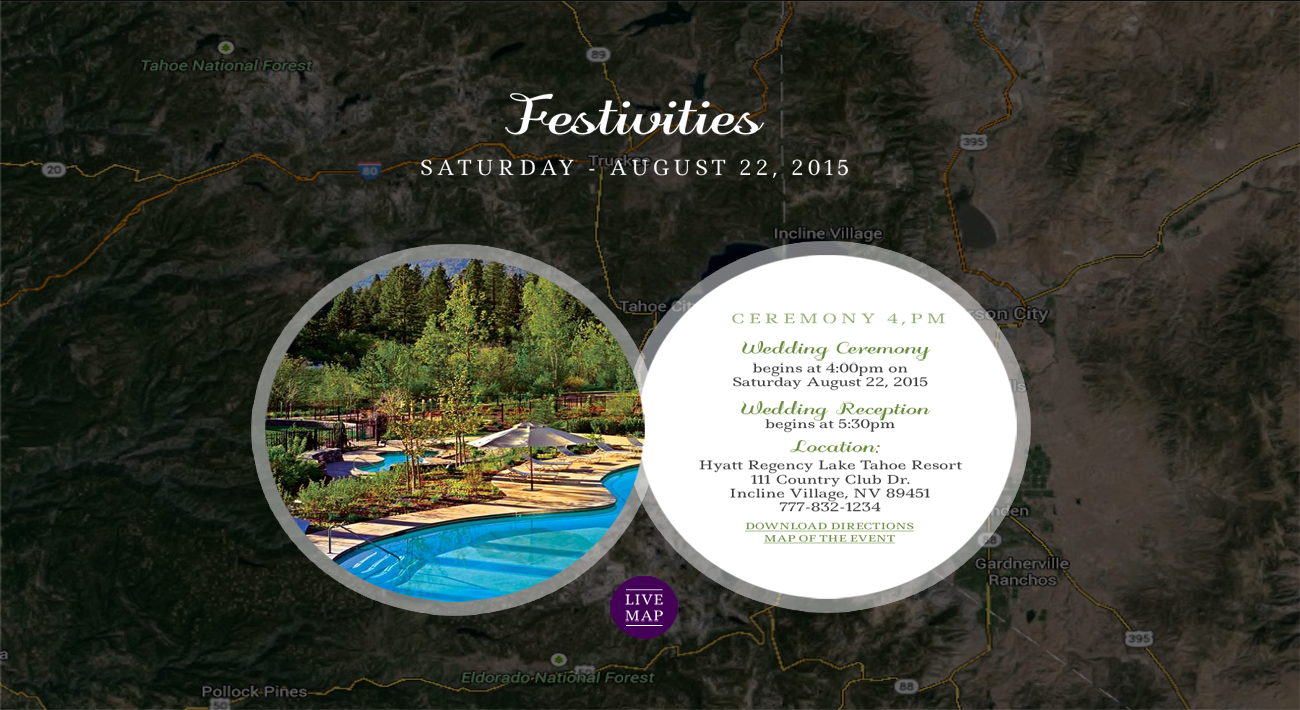 Tahoe National Forest
89
Festivities
395
20
80
Truckee
SATURDAY - AUGUST 22, 2015
Incline Village
Tahoe
CEREMONY 4,PM
City
Wedding Ceremony
begins at 4:00pm on
Saturday August 22, 2015
Wedding Reception
begins at 5:30pm
Location:
Hyatt Regency Lake Tahoe Resort
111 Country Club Dr.
Incline Village, NV 89451
777-832-1234
DOWNLOAD DIRECTIONS
MAP OF THE EVENT
88
Gardnerville
Ranchos
LIVE
MAP
395
Eldorado National Forest
Pollock Pines
88
50